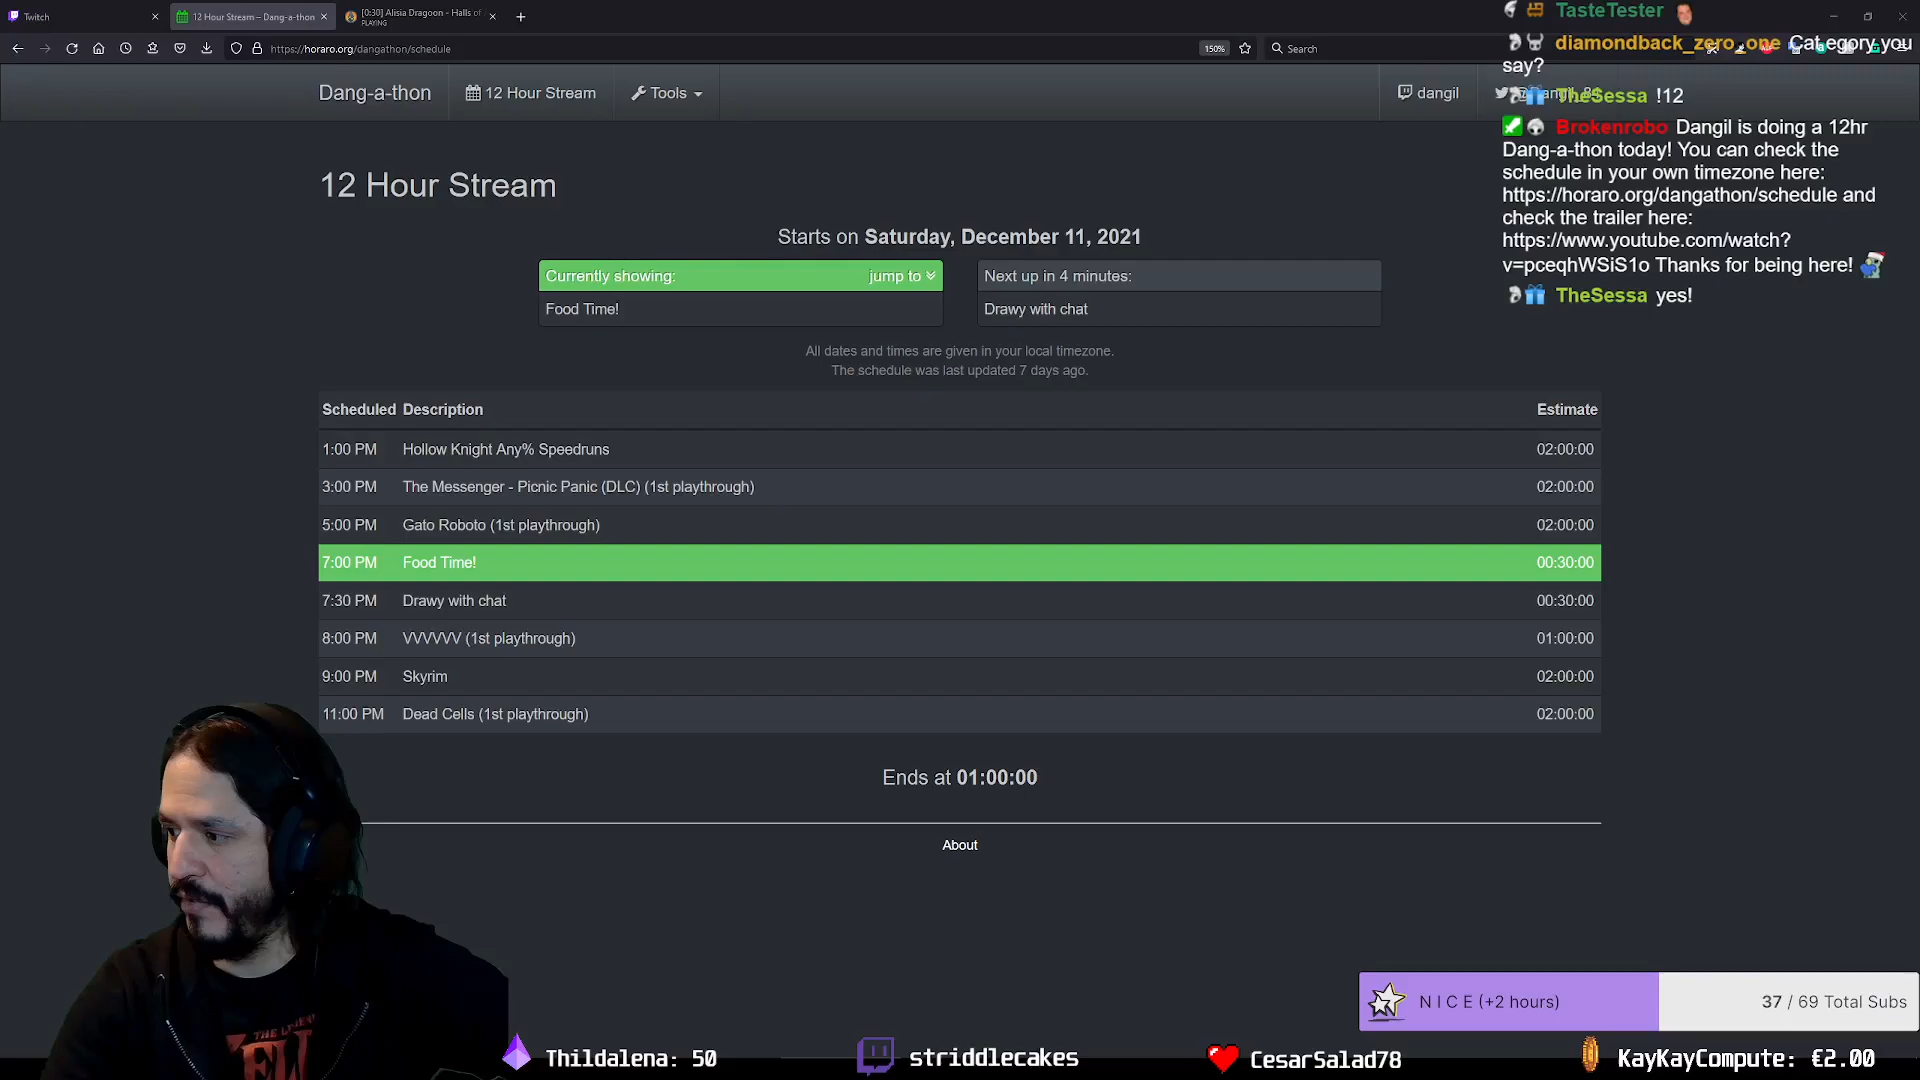 Twitch
12 Hour Stream – Dang-a-thon
[0:30] Alisia Dragoon - Halls of
PLAYING
https://horaro.org/dangathon/schedule
150%
Search
Dang-a-thon
12 Hour Stream
Tools
dangil
12 Hour Stream
Starts on Saturday, December 11, 2021
Currently showing:
jump to
Food Time!
Next up in 4 minutes:
Drawy with chat
All dates and times are given in your local timezone.
The schedule was last updated 7 days ago.
Scheduled Description Estimate
1:00 PM Hollow Knight Any% Speedruns 02:00:00
3:00 PM The Messenger - Picnic Panic (DLC) (1st playthrough) 02:00:00
5:00 PM Gato Roboto (1st playthrough) 02:00:00
7:00 PM Food Time! 00:30:00
7:30 PM Drawy with chat 00:30:00
8:00 PM VVVVVV (1st playthrough) 01:00:00
9:00 PM Skyrim 02:00:00
11:00 PM Dead Cells (1st playthrough) 02:00:00
Ends at 01:00:00
About
TasteTester
diamondback_zero_one Cat egory you
say?
TheSessa !12
Brokenrobo Dangil is doing a 12hr
Dang-a-thon today! You can check the
schedule in your own timezone here:
https://horaro.org/dangathon/schedule and
check the trailer here:
https://www.youtube.com/watch?
v=pceqhWSiS1o Thanks for being here!
TheSessa yes!
N I C E (+2 hours)
37 / 69 Total Subs
Thildalena: 50
striddlecakes
CesarSalad78
KayKayCompute: €2.00